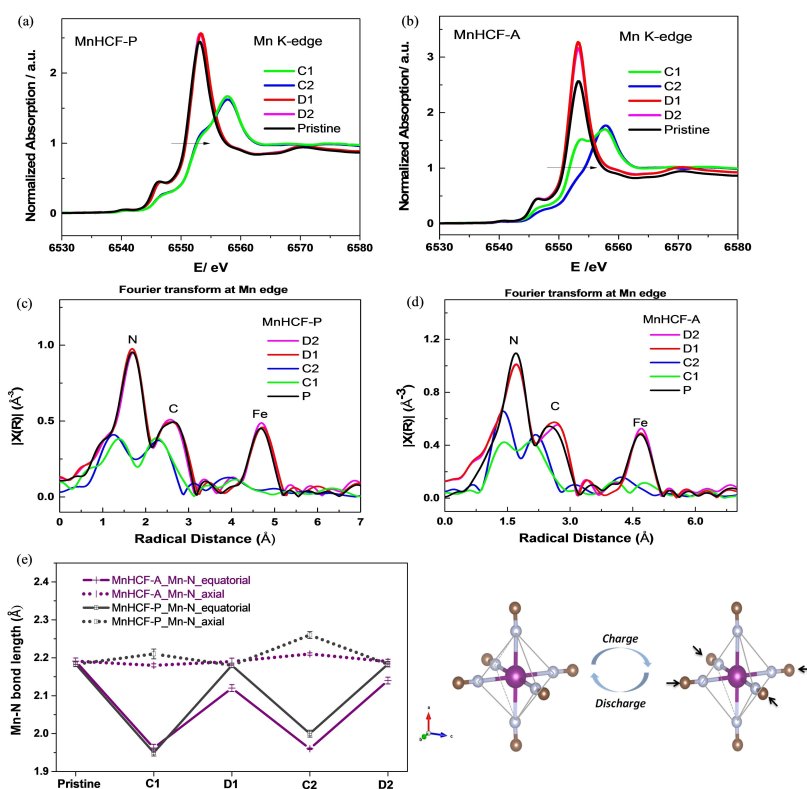 (a)
MnHCF-P
Mn K-edge
C1
C2
D1
D2
Pristine
Normalized Absorption/ a.u.
2
1
0
6530
6540
6550
6560
6570
6580
E/ eV
(b)
MnHCF-A
Mn K-edge
C1
C2
D1
D2
Pristine
Normalized Absorption/ a.u.
3
2
1
0
6530
6540
6550
6560
6570
6580
E /eV
(c)
Fourier transform at Mn edge
MnHCF-P
D2
D1
C2
C1
P
N
C
Fe
|X(R)| (Å⁻³)
1.0
0.5
0.0
0
1
2
3
4
5
6
7
Radical Distance (Å)
(d)
Fourier transform at Mn edge
MnHCF-A
D2
D1
C2
C1
P
N
C
Fe
|X(R)| (Å⁻³)
1.2
0.8
0.4
0.0
0.0
1.5
3.0
4.5
6.0
Radical Distance (Å)
(e)
MnHCF-A_Mn-N_equatorial
MnHCF-A_Mn-N_axial
MnHCF-P_Mn-N_equatorial
MnHCF-P_Mn-N_axial
Mn-N bond length (Å)
2.4
2.3
2.2
2.1
2.0
1.9
Pristine
C1
D1
C2
D2
Charge
Discharge